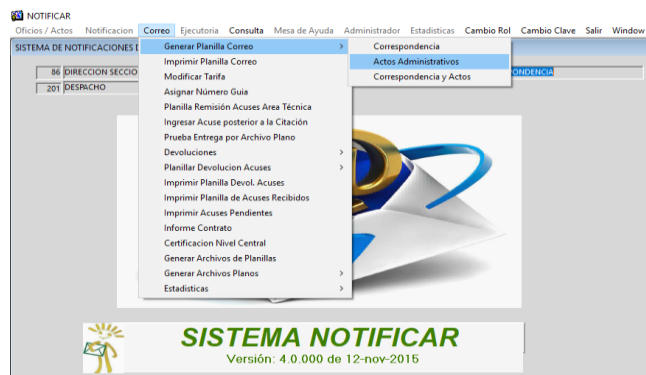 NOTIFICAR
Oficios / Actos Notificacion Correo Ejecutoria Consulta Mesa de Ayuda Administrador Estadisticas Cambio Rol Cambio Clave Salir Window
SISTEMA DE NOTIFICACIONES
86 DIRECCION SECCIO
201 DESPACHO
Generar Planilla Correo >
Imprimir Planilla Correo
Modificar Tarifa
Asignar Número Guia
Planilla Remisión Acuses Area Técnica
Ingresar Acuse posterior a la Citación
Prueba Entrega por Archivo Plano
Devoluciones >
Planillar Devolucion Acuses >
Imprimir Planilla Devol. Acuses
Imprimir Planilla de Acuses Recibidos
Imprimir Acuses Pendientes
Informe Contrato
Certificacion Nivel Central
Generar Archivos de Planillas
Generar Archivos Planos >
Estadisticas >
Correspondencia
Actos Administrativos
Correspondencia y Actos
PONDENCIA
SISTEMA NOTIFICAR
Versión: 4.0.000 de 12-nov-2015